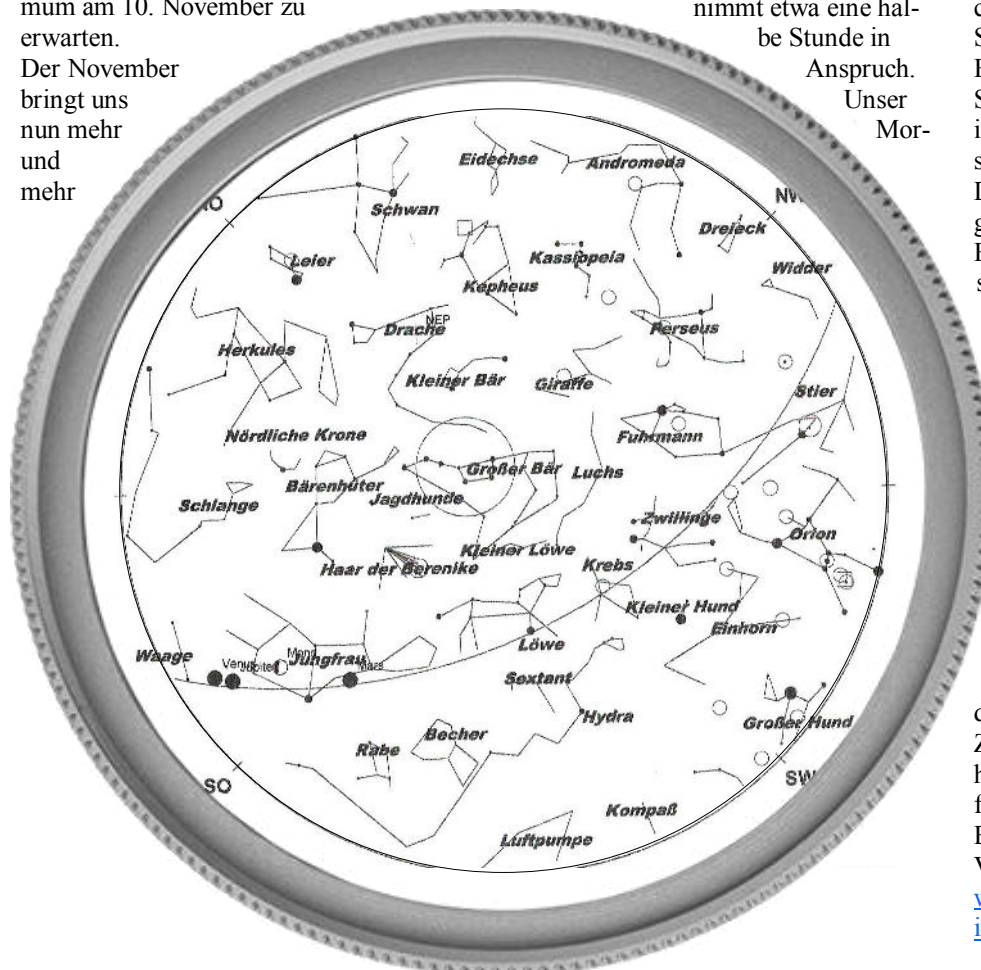 mum am 10. November zu
erwarten.
Der November
bringt uns
nun mehr
und
mehr
nimmt etwa eine hal-
be Stunde in
Anspruch.
Unser
Mor-
Eidechse
Andromeda
Schwan
NW
Dreieck
Leier
Kassiopeia
Widder
Kepheus
NEP
Drache
Perseus
Herkules
Kleiner Bär
Giraffe
Stier
Nördliche Krone
Fuhrmann
Großer Bär
Luchs
Bärenhüter
Jagdhunde
Schlange
Zwillinge
Orion
Kleiner Löwe
Haar der Berenike
Krebs
Kleiner Hund
Einhorn
Löwe
Waage
Jungfrau
Mars
Sextant
Hydra
Großer Hund
Becher
Rabe
SO
SW
Kompaß
Luftpumpe